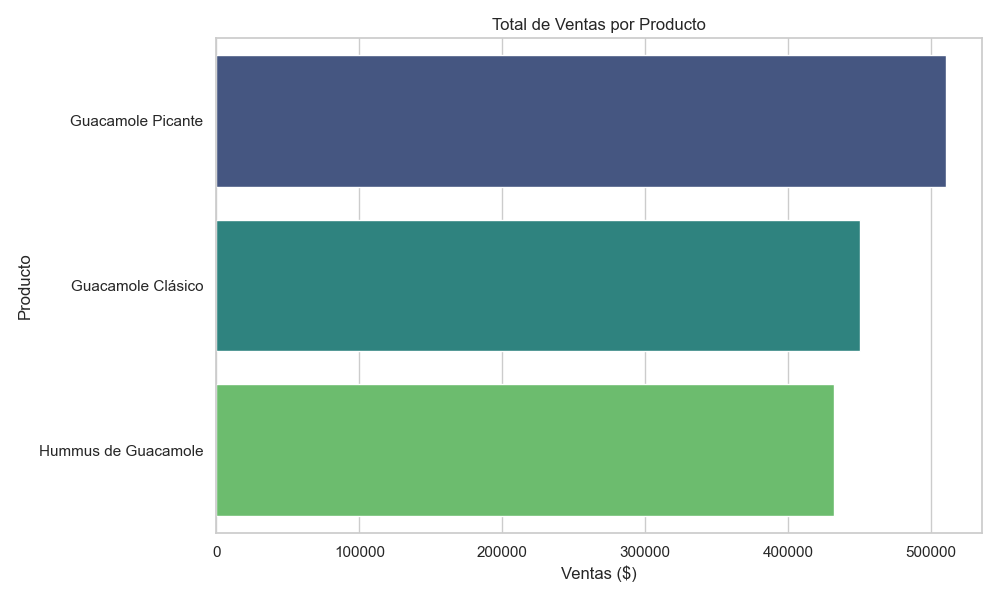 Total de Ventas por Producto
Producto
Guacamole Picante
Guacamole Clásico
Hummus de Guacamole
0 100000 200000 300000 400000 500000
Ventas ($)